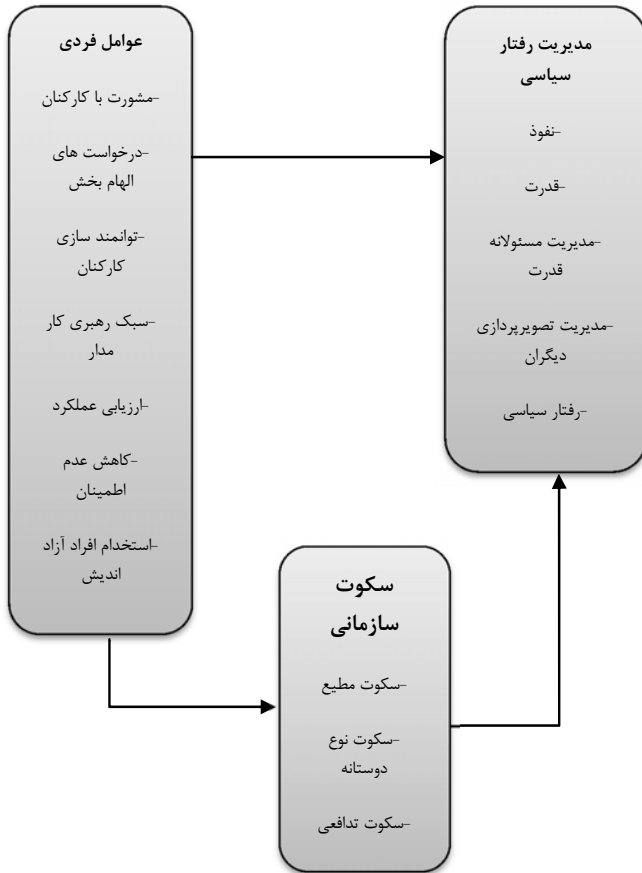 عوامل فردی
-مشورت با کارکنان
-درخواست های
الهام بخش
-توانمند سازی
کارکنان
-سبک رهبری کار
مدار
-ارزیابی عملکرد
-کاهش عدم
اطمینان
-استخدام افراد آزاد
اندیش
مدیریت رفتار
سیاسی
-نفوذ
-قدرت
-مدیریت مسئولانه
قدرت
-مدیریت تصویرپردازی
دیگران
-رفتار سیاسی
سکوت
سازمانی
-سکوت مطیع
-سکوت نوع
دوستانه
-سکوت تدافعی